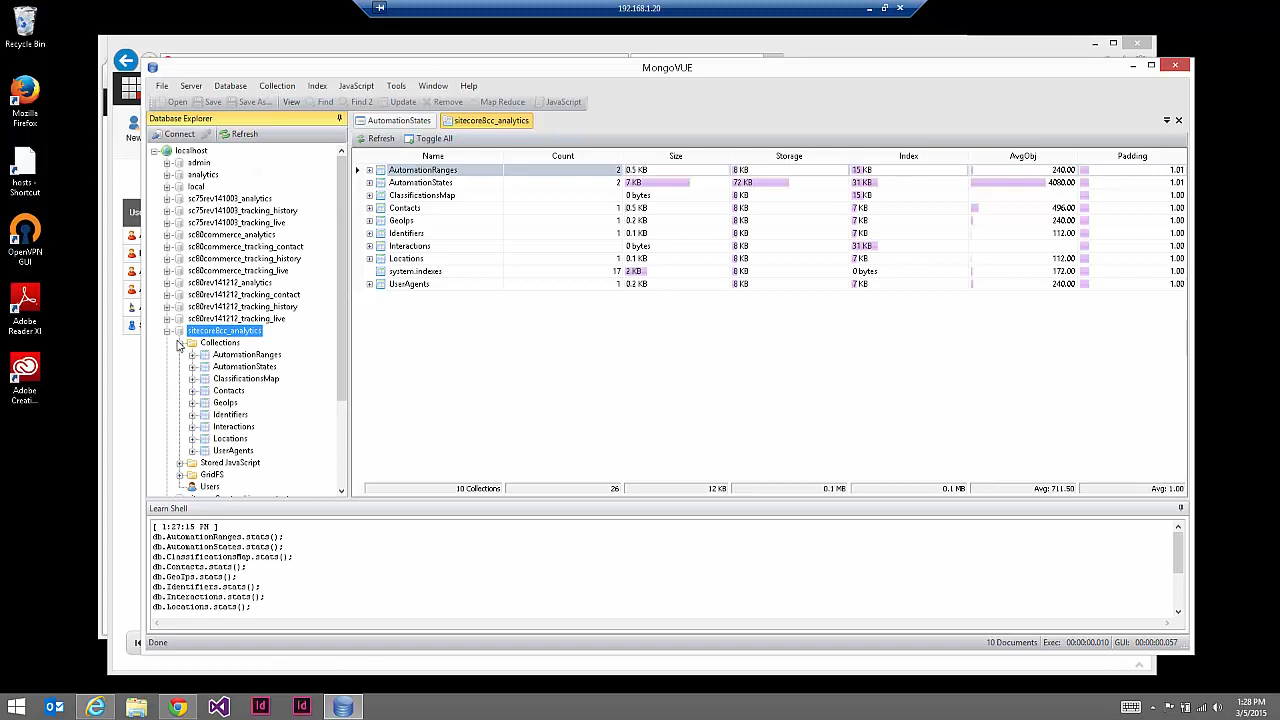 192.168.1.20
Recycle Bin
Mozilla
Firefox
hosts -
Shortcut
OpenVPN
GUI
Adobe
Reader XI
Adobe
Creati...
New
Use
MongoVUE
File Server Database Collection Index JavaScript Tools Window Help
Open Save Save As... View Find Find 2 Update Remove Map Reduce JavaScript
Database Explorer
Connect Refresh
localhost
admin
analytics
local
sc75rev141003_analytics
sc75rev141003_tracking_history
sc75rev141003_tracking_live
sc80commerce_analytics
sc80commerce_tracking_contact
sc80commerce_tracking_history
sc80commerce_tracking_live
sc80rev141212_analytics
sc80rev141212_tracking_contact
sc80rev141212_tracking_history
sc80rev141212_tracking_live
sitecore8cc_analytics
Collections
AutomationRanges
AutomationStates
ClassificationsMap
Contacts
GeoIps
Identifiers
Interactions
Locations
UserAgents
Stored JavaScript
GridFS
Users
AutomationStates sitecore8cc_analytics
Refresh Toggle All
Name Count Size Storage Index AvgObj Padding
AutomationRanges 2 0.5 KB 8 KB 15 KB 240.00 1.01
AutomationStates 2 7 KB 72 KB 31 KB 4080.00 1.01
ClassificationsMap 0 bytes 8 KB 15 KB 1.00
Contacts 1 0.5 KB 8 KB 7 KB 496.00 1.00
GeoIps 1 0.2 KB 8 KB 7 KB 240.00 1.00
Identifiers 1 0.1 KB 8 KB 7 KB 112.00 1.00
Interactions 0 bytes 8 KB 31 KB 1.00
Locations 1 0.1 KB 8 KB 7 KB 112.00 1.00
system.indexes 17 2 KB 8 KB 0 bytes 172.00 1.00
UserAgents 1 0.2 KB 8 KB 7 KB 240.00 1.00
10 Collections 26 12 KB 0.1 MB 0.1 MB Avg: 711.50 Avg: 1.00
Learn Shell
[ 1:27:15 PM ]
db.AutomationRanges.stats();
db.AutomationStates.stats();
db.ClassificationsMap.stats();
db.Contacts.stats();
db.GeoIps.stats();
db.Identifiers.stats();
db.Interactions.stats();
db.Locations.stats();
Done 10 Documents Exec: 00:00:00.010 GUI: 00:00:00.057
1:28 PM
3/5/2015